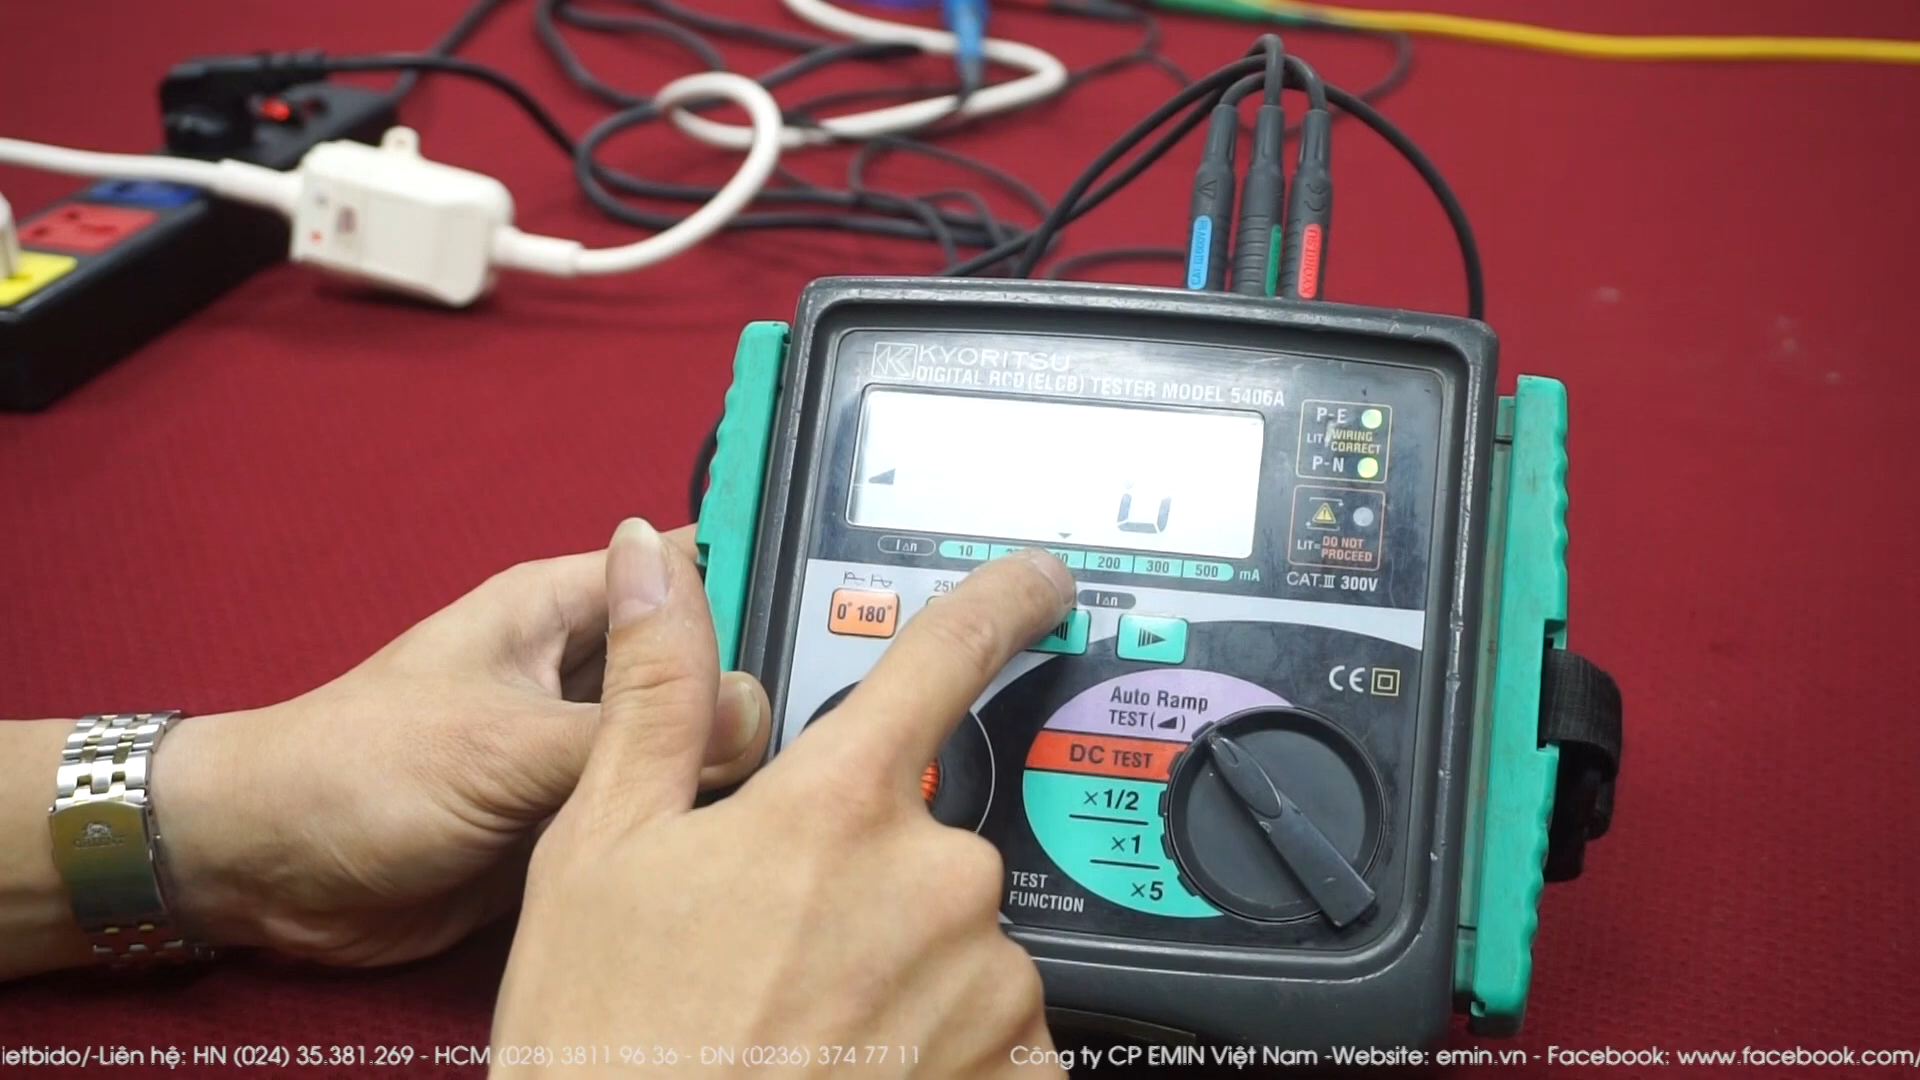 KYORITSU
DIGITAL RCD (ELCB) TESTER MODEL 5406A
P-E
LIT= WIRING CORRECT
P-N
LIT= DO NOT PROCEED
CAT.III 300V
I△n
10
200
300
500
mA
0° 180°
I△n
CE
Auto Ramp
TEST(◢)
DC TEST
×1/2
×1
×5
TEST
FUNCTION
KYORITSU
ietbido/-Liên hệ: HN (024) 35.381.269 - HCM (028) 3811 96 36 - ĐN (0236) 374 77 11
Công ty CP EMIN Việt Nam -Website: emin.vn - Facebook: www.facebook.com/